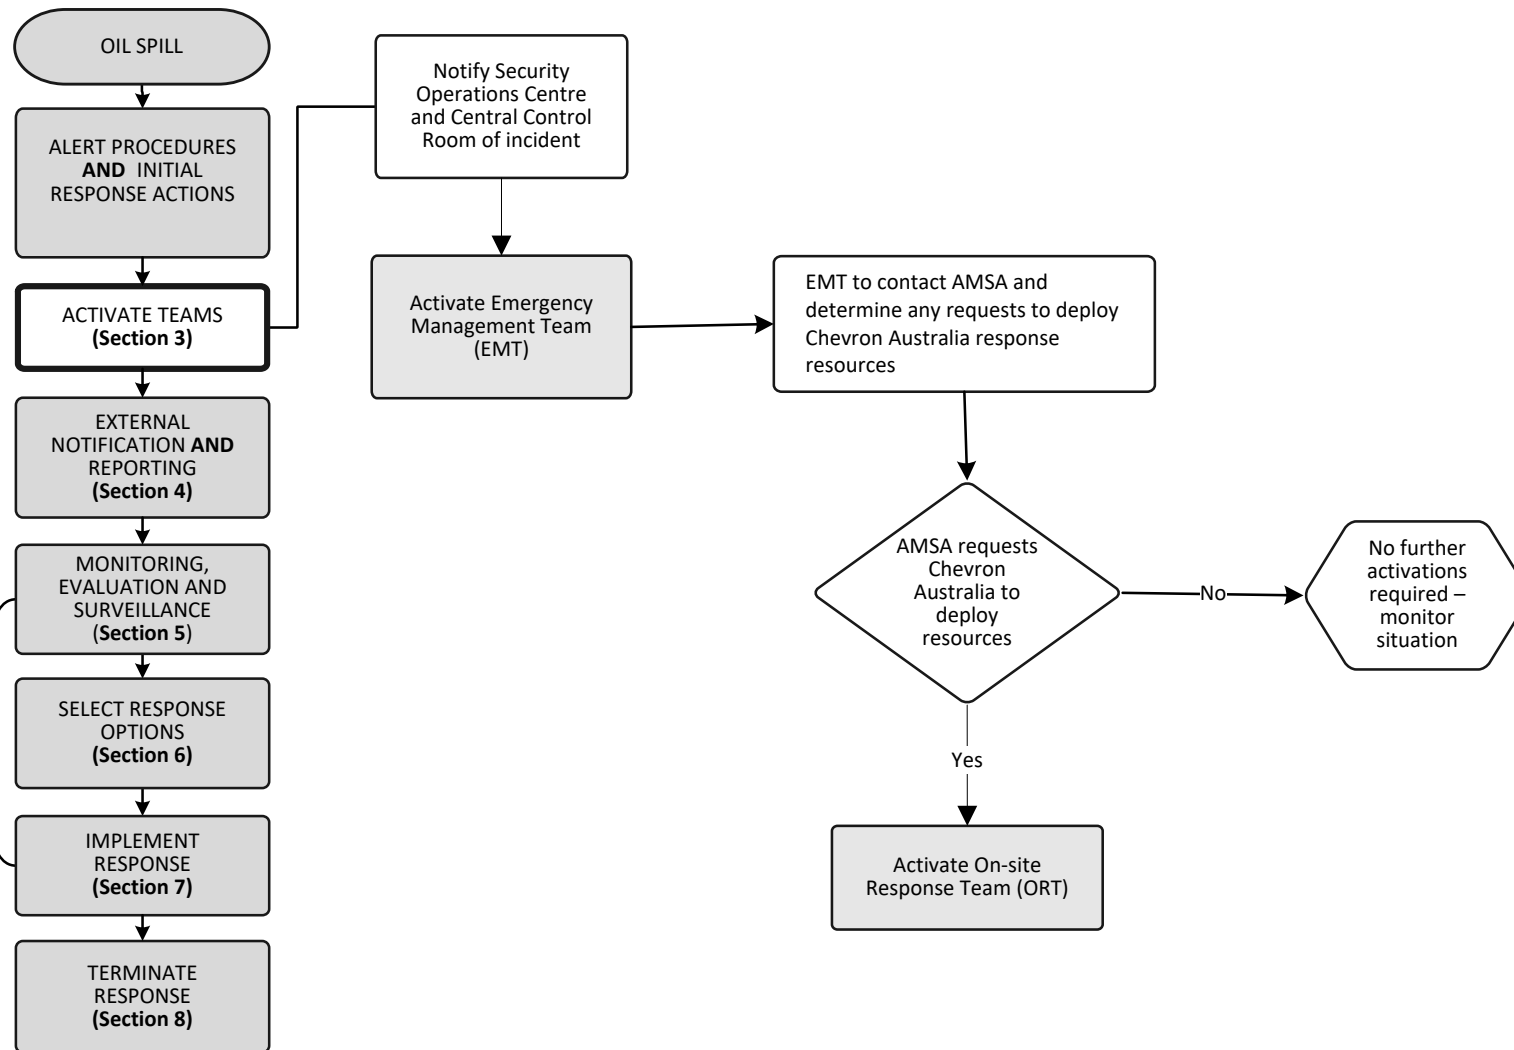 OIL SPILL
ALERT PROCEDURES
AND INITIAL
RESPONSE ACTIONS
ACTIVATE TEAMS
(Section 3)
EXTERNAL
NOTIFICATION AND
REPORTING
(Section 4)
MONITORING,
EVALUATION AND
SURVEILLANCE
(Section 5)
SELECT RESPONSE
OPTIONS
(Section 6)
IMPLEMENT
RESPONSE
(Section 7)
TERMINATE
RESPONSE
(Section 8)
Notify Security
Operations Centre
and Central Control
Room of incident
Activate Emergency
Management Team
(EMT)
EMT to contact AMSA and
determine any requests to deploy
Chevron Australia response
resources
AMSA requests
Chevron
Australia to
deploy
resources
No
No further
activations
required –
monitor
situation
Yes
Activate On-site
Response Team (ORT)